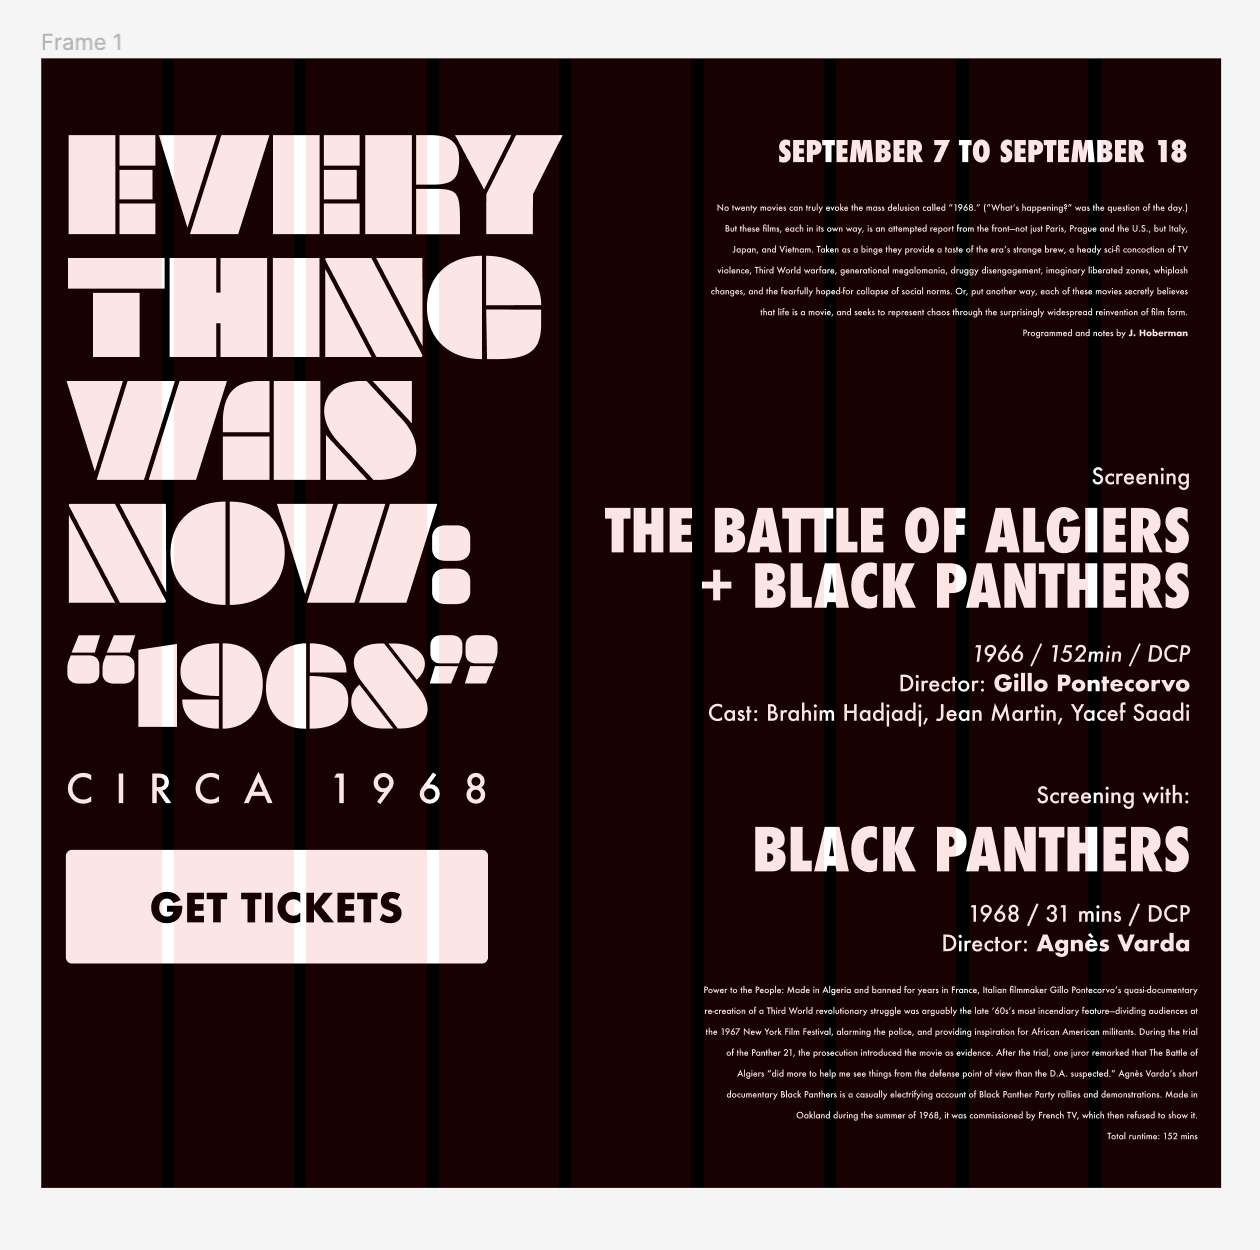 Frame 1
EVERY
THING
WAS
NOW:
“1968”
CIRCA 1968
GET TICKETS
SEPTEMBER 7 TO SEPTEMBER 18
No twenty movies can truly evoke the mass delusion called “1968.” (“What’s happening?” was the question of the day.)
But these films, each in its own way, is an attempted report from the front—not just Paris, Prague and the U.S., but Italy,
Japan, and Vietnam. Taken as a binge they provide a taste of the era’s strange brew, a heady sci-fi concoction of TV
violence, Third World warfare, generational megalomania, druggy disengagement, imaginary liberated zones, whiplash
changes, and the fearfully hoped-for collapse of social norms. Or, put another way, each of these movies secretly believes
that life is a movie, and seeks to represent chaos through the surprisingly widespread reinvention of film form.
Programmed and notes by J. Hoberman
Screening
THE BATTLE OF ALGIERS
+ BLACK PANTHERS
1966 / 152min / DCP
Director: Gillo Pontecorvo
Cast: Brahim Hadjadj, Jean Martin, Yacef Saadi
Screening with:
BLACK PANTHERS
1968 / 31 mins / DCP
Director: Agnès Varda
Power to the People: Made in Algeria and banned for years in France, Italian filmmaker Gillo Pontecorvo’s quasi-documentary
re-creation of a Third World revolutionary struggle was arguably the late ’60s’s most incendiary feature—dividing audiences at
the 1967 New York Film Festival, alarming the police, and providing inspiration for African American militants. During the trial
of the Panther 21, the prosecution introduced the movie as evidence. After the trial, one juror remarked that The Battle of
Algiers “did more to help me see things from the defense point of view than the D.A. suspected.” Agnès Varda’s short
documentary Black Panthers is a casually electrifying account of Black Panther Party rallies and demonstrations. Made in
Oakland during the summer of 1968, it was commissioned by French TV, which then refused to show it.
Total runtime: 152 mins